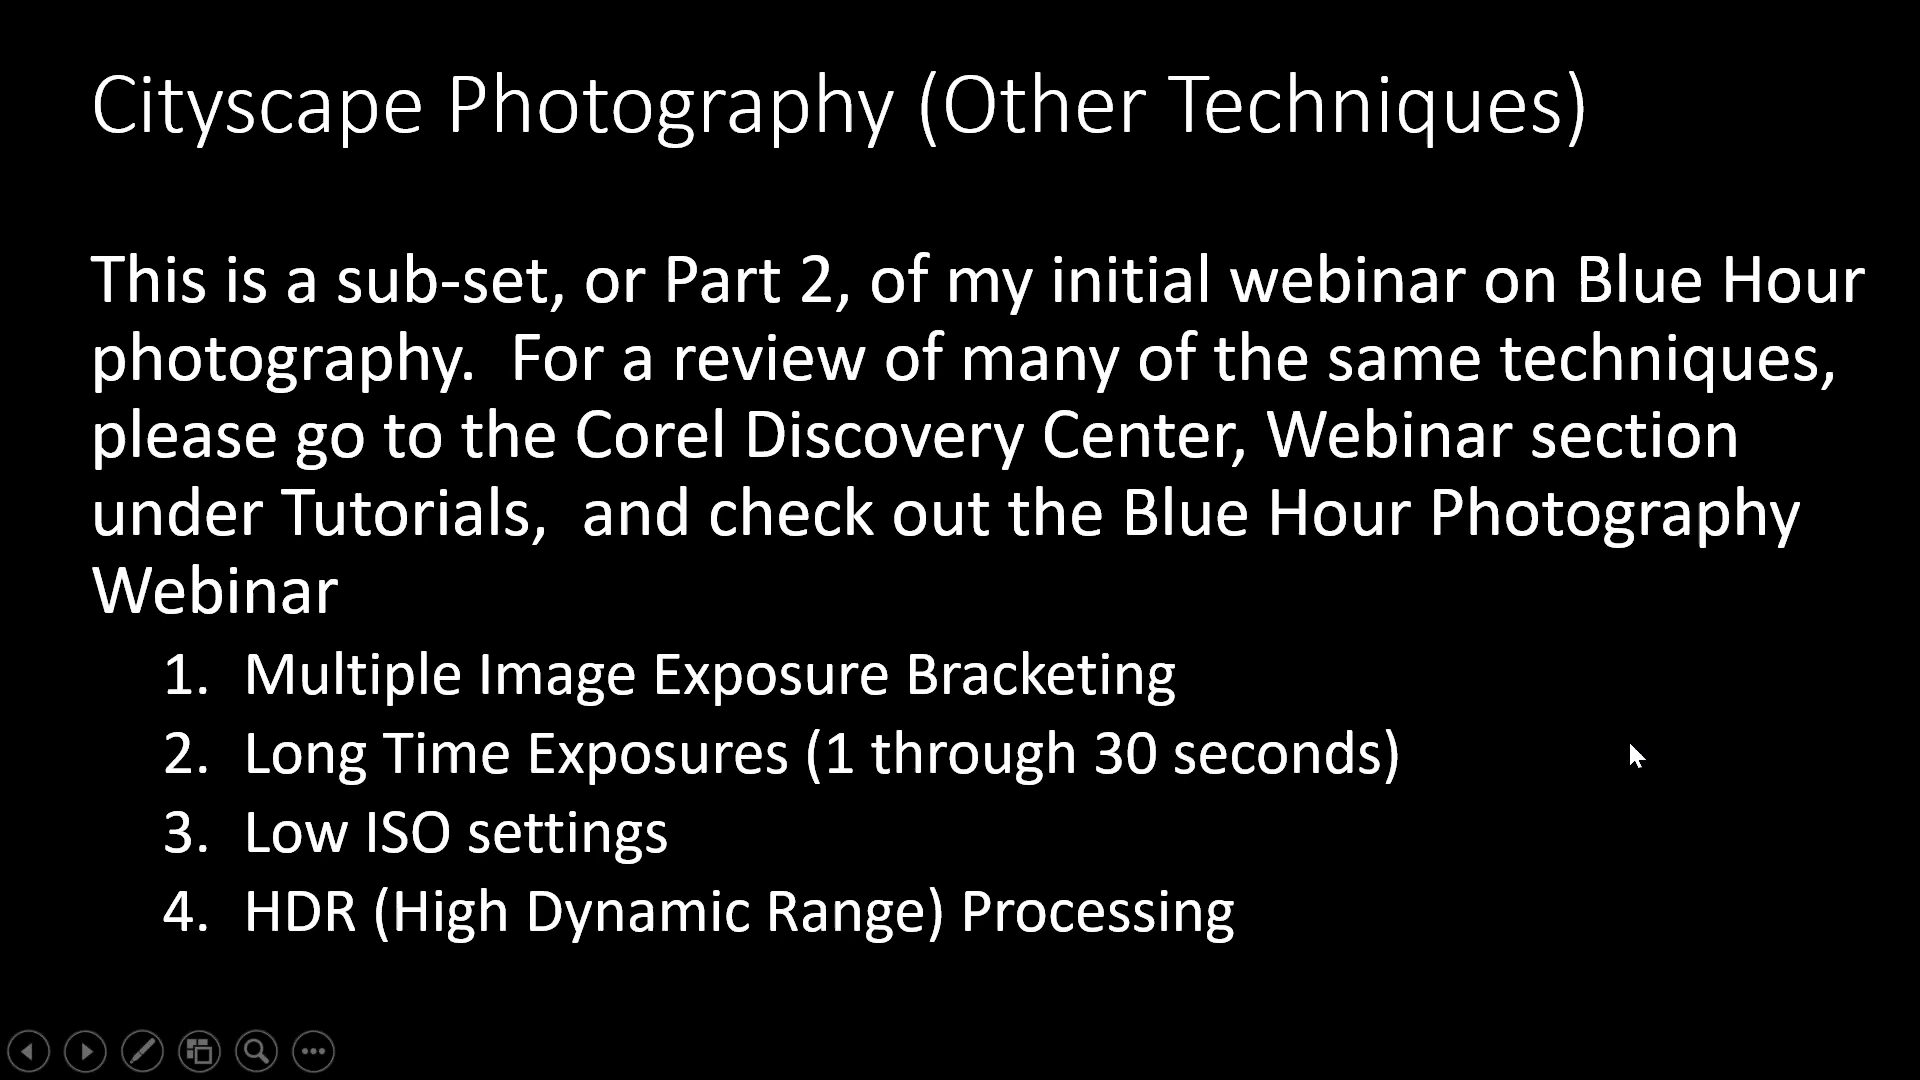 Cityscape Photography (Other Techniques)
This is a sub-set, or Part 2, of my initial webinar on Blue Hour
photography.  For a review of many of the same techniques,
please go to the Corel Discovery Center, Webinar section
under Tutorials,  and check out the Blue Hour Photography
Webinar
1. Multiple Image Exposure Bracketing
2. Long Time Exposures (1 through 30 seconds)
3. Low ISO settings
4. HDR (High Dynamic Range) Processing